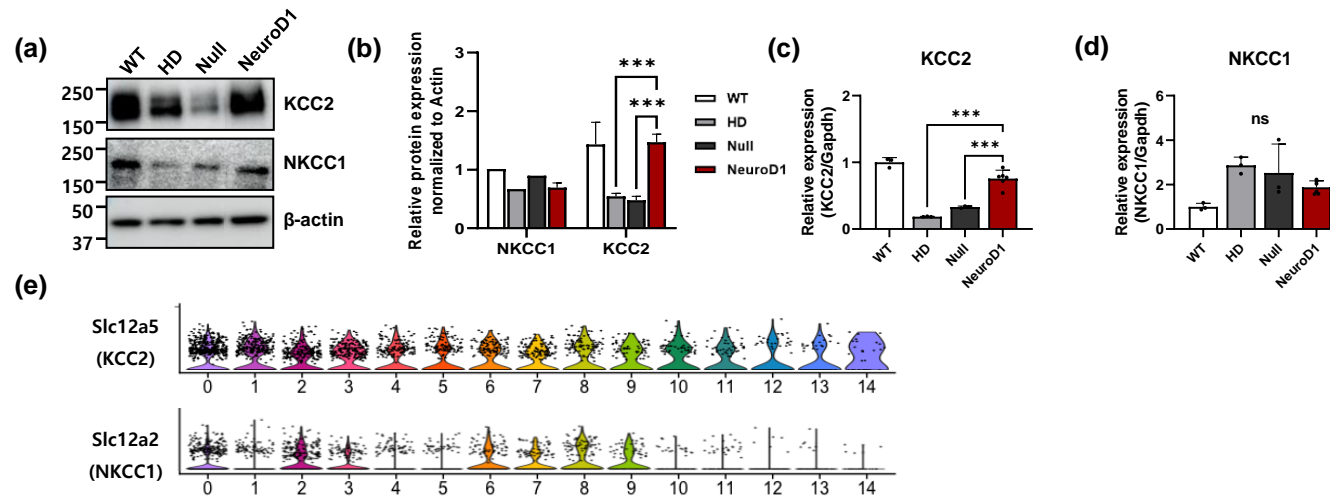 (a)
WT
HD
Null
NeuroD1
250
150
KCC2
250
150
NKCC1
50
37
β-actin
(b)
Relative protein expression
normalized to Actin
3
2
1
0
NKCC1
KCC2
***
***
WT
HD
Null
NeuroD1
(c)
KCC2
Relative expression
(KCC2/Gapdh)
2
1
0
***
***
WT
HD
Null
NeuroD1
(d)
NKCC1
Relative expression
(NKCC1/Gapdh)
6
4
2
0
ns
WT
HD
Null
NeuroD1
(e)
Slc12a5
(KCC2)
0 1 2 3 4 5 6 7 8 9 10 11 12 13 14
Slc12a2
(NKCC1)
0 1 2 3 4 5 6 7 8 9 10 11 12 13 14